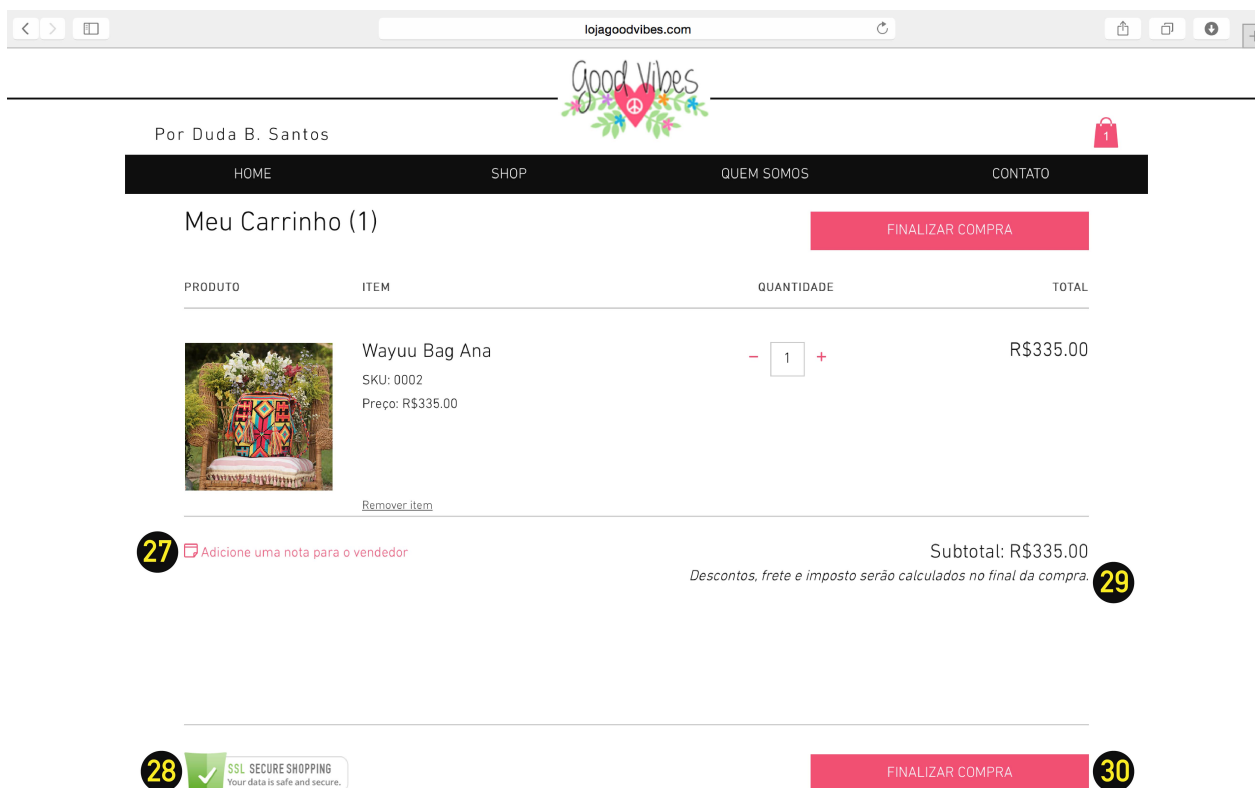 lojagoodvibes.com
Good Vibes
Por Duda B. Santos
1
HOME SHOP QUEM SOMOS CONTATO
Meu Carrinho (1)
FINALIZAR COMPRA
PRODUTO ITEM QUANTIDADE TOTAL
Wayuu Bag Ana − 1 + R$335.00
SKU: 0002
Preço: R$335.00
Remover item
27 Adicione uma nota para o vendedor
Subtotal: R$335.00
Descontos, frete e imposto serão calculados no final da compra. 29
28 SSL SECURE SHOPPING
Your data is safe and secure.
FINALIZAR COMPRA 30